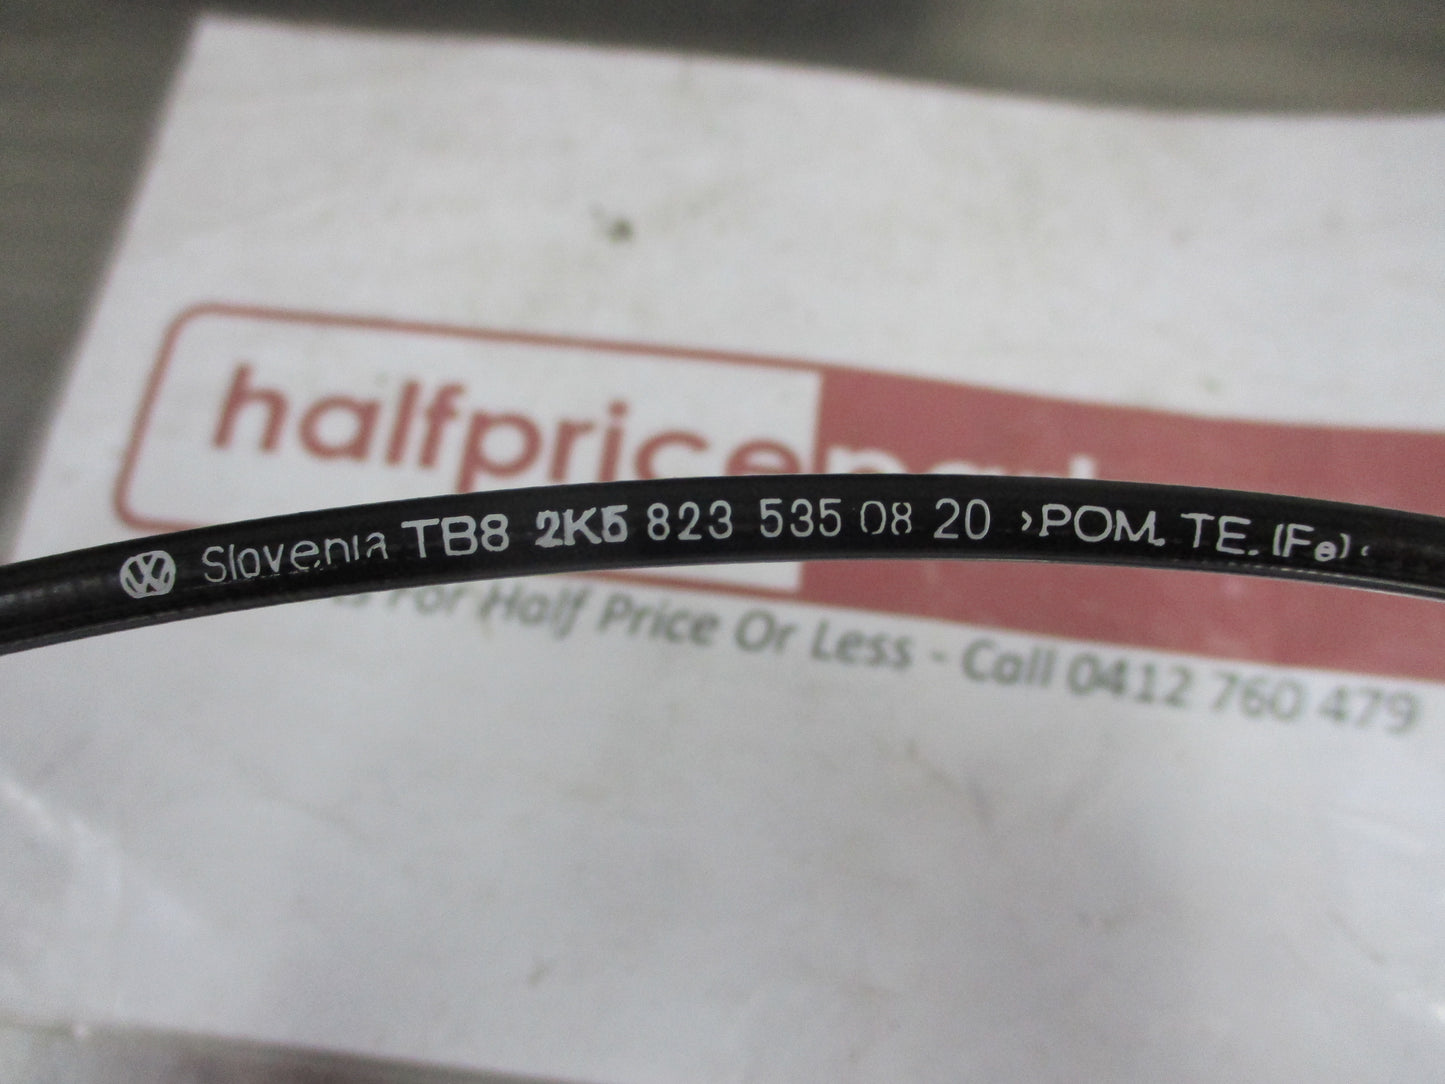 halfprice
Slovenia TB8 2K5 823 535 08 20 ›POM. TE. (Fe)‹
For Half Price Or Less - Call 0412 760 479